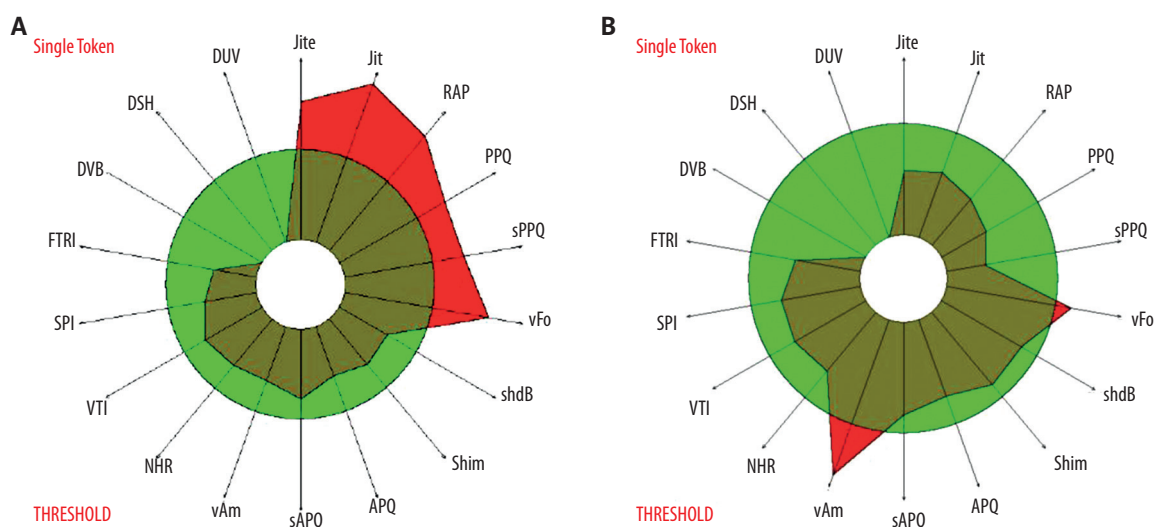 A
Single Token
Jite
Jit
RAP
PPQ
sPPQ
vFo
shdB
Shim
APQ
sAPQ
vAm
NHR
VTI
SPI
FTRI
DVB
DSH
DUV
THRESHOLD
B
Single Token
Jite
Jit
RAP
PPQ
sPPQ
vFo
shdB
Shim
APQ
sAPQ
vAm
NHR
VTI
SPI
FTRI
DVB
DSH
DUV
THRESHOLD